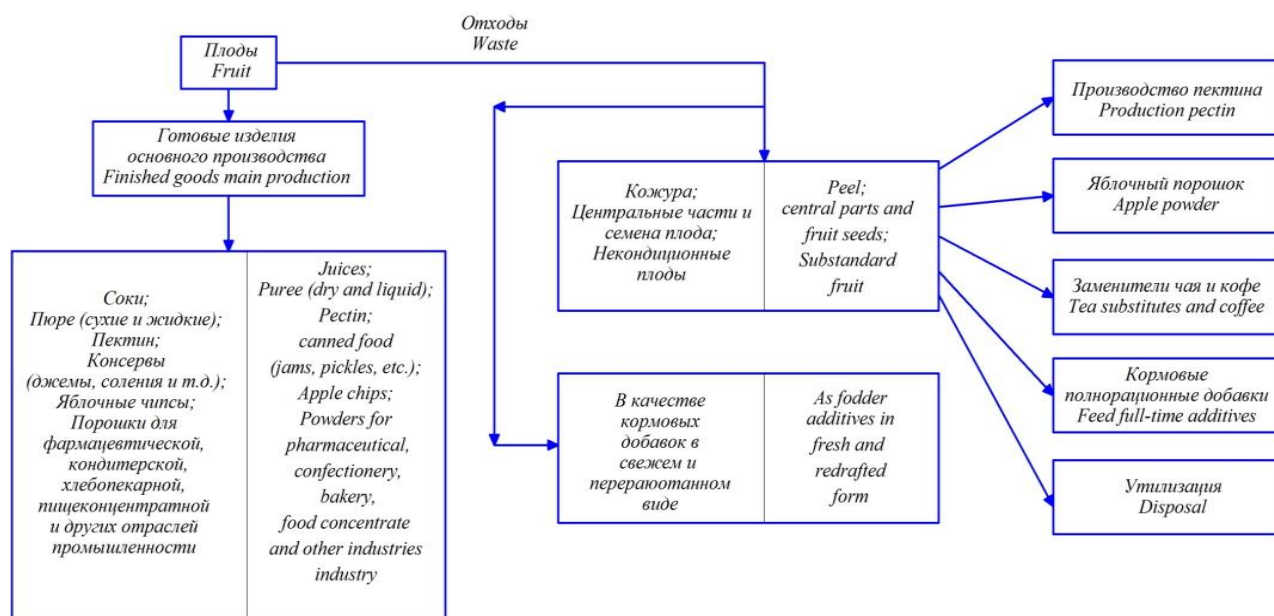 Отходы
Waste
Плоды
Fruit
Готовые изделия
основного производства
Finished goods main production
Соки;
Пюре (сухие и жидкие);
Пектин;
Консервы
(джемы, соления и т.д.);
Яблочные чипсы;
Порошки для
фармацевтической,
кондитерской,
хлебопекарной,
пищеконцентратной
и других отраслей
промышленности
Juices;
Puree (dry and liquid);
Pectin;
canned food
(jams, pickles, etc.);
Apple chips;
Powders for
pharmaceutical,
confectionery,
bakery,
food concentrate
and other industries
industry
Кожура;
Центральные части и
семена плода;
Некондиционные
плоды
Peel;
central parts and
fruit seeds;
Substandard
fruit
В качестве
кормовых
добавок в
свежем и
перераютанном
виде
As fodder
additives in
fresh and
redrafted
form
Производство пектина
Production pectin
Яблочный порошок
Apple powder
Заменители чая и кофе
Tea substitutes and coffee
Кормовые
полнорационные добавки
Feed full-time additives
Утилизация
Disposal